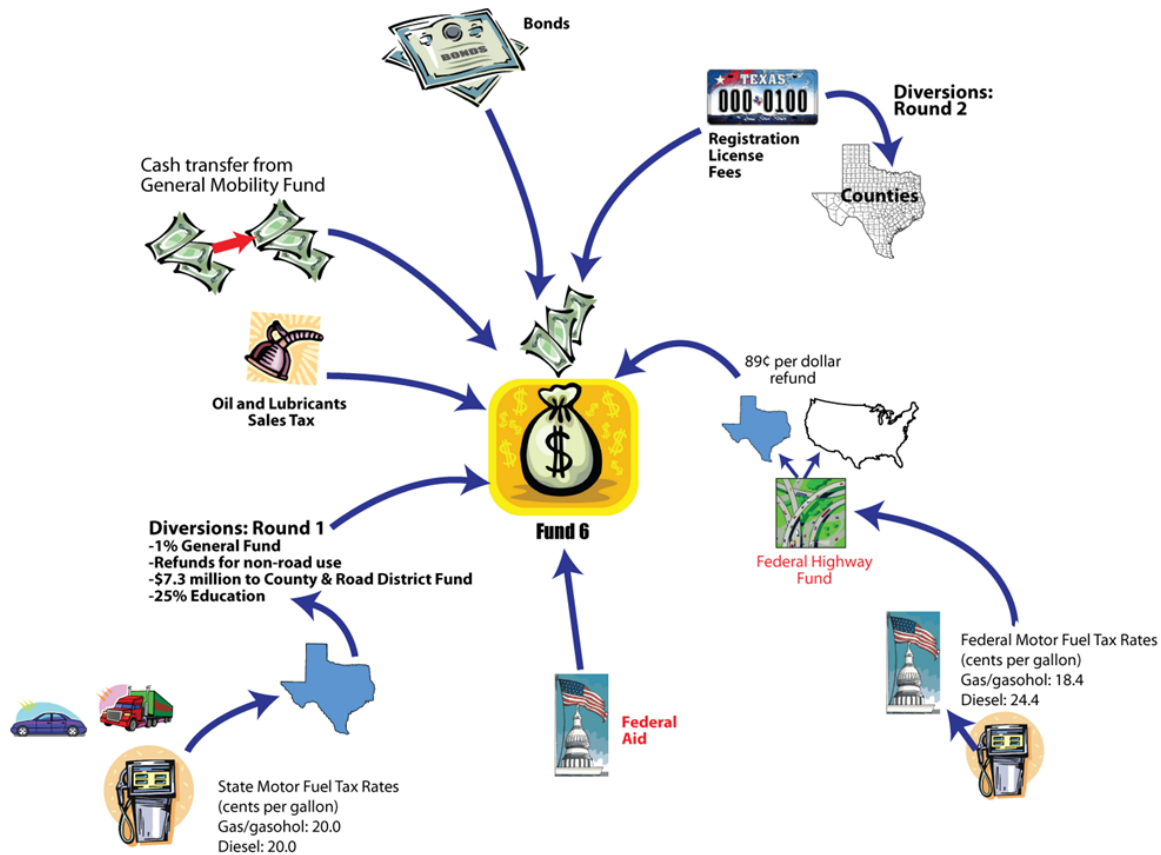 Bonds
BONDS
TEXAS
000 0100
Registration
License
Fees
Diversions:
Round 2
Counties
Cash transfer from
General Mobility Fund
Oil and Lubricants
Sales Tax
$
Fund 6
89¢ per dollar
refund
Federal Highway
Fund
Diversions: Round 1
-1% General Fund
-Refunds for non-road use
-$7.3 million to County & Road District Fund
-25% Education
Federal
Aid
Federal Motor Fuel Tax Rates
(cents per gallon)
Gas/gasohol: 18.4
Diesel: 24.4
State Motor Fuel Tax Rates
(cents per gallon)
Gas/gasohol: 20.0
Diesel: 20.0